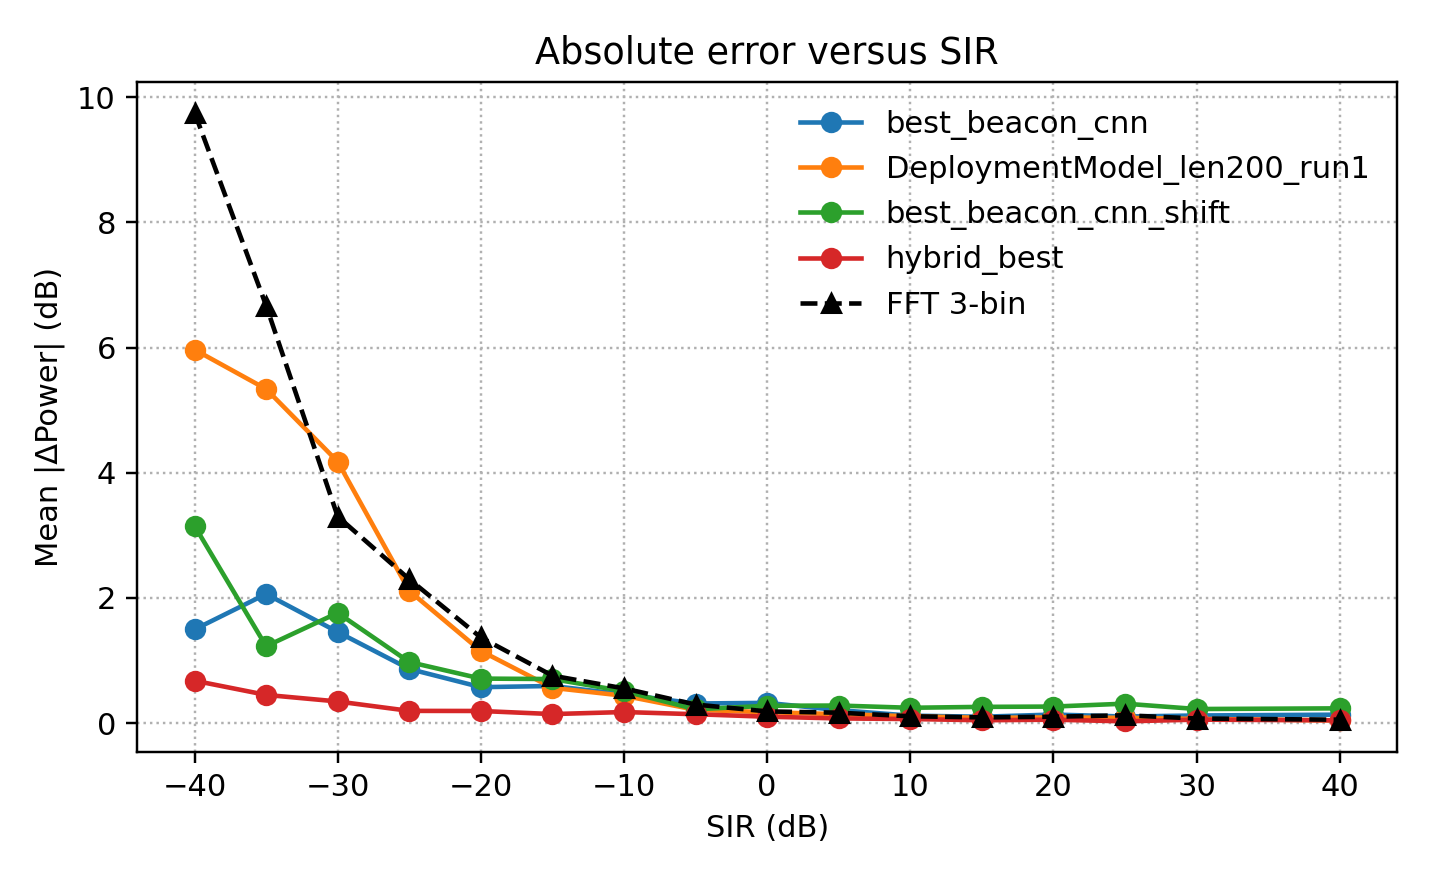 Absolute error versus SIR
best_beacon_cnn
DeploymentModel_len200_run1
best_beacon_cnn_shift
hybrid_best
FFT 3-bin
Mean |ΔPower| (dB)
10
8
6
4
2
0
−40 −30 −20 −10 0 10 20 30 40
SIR (dB)